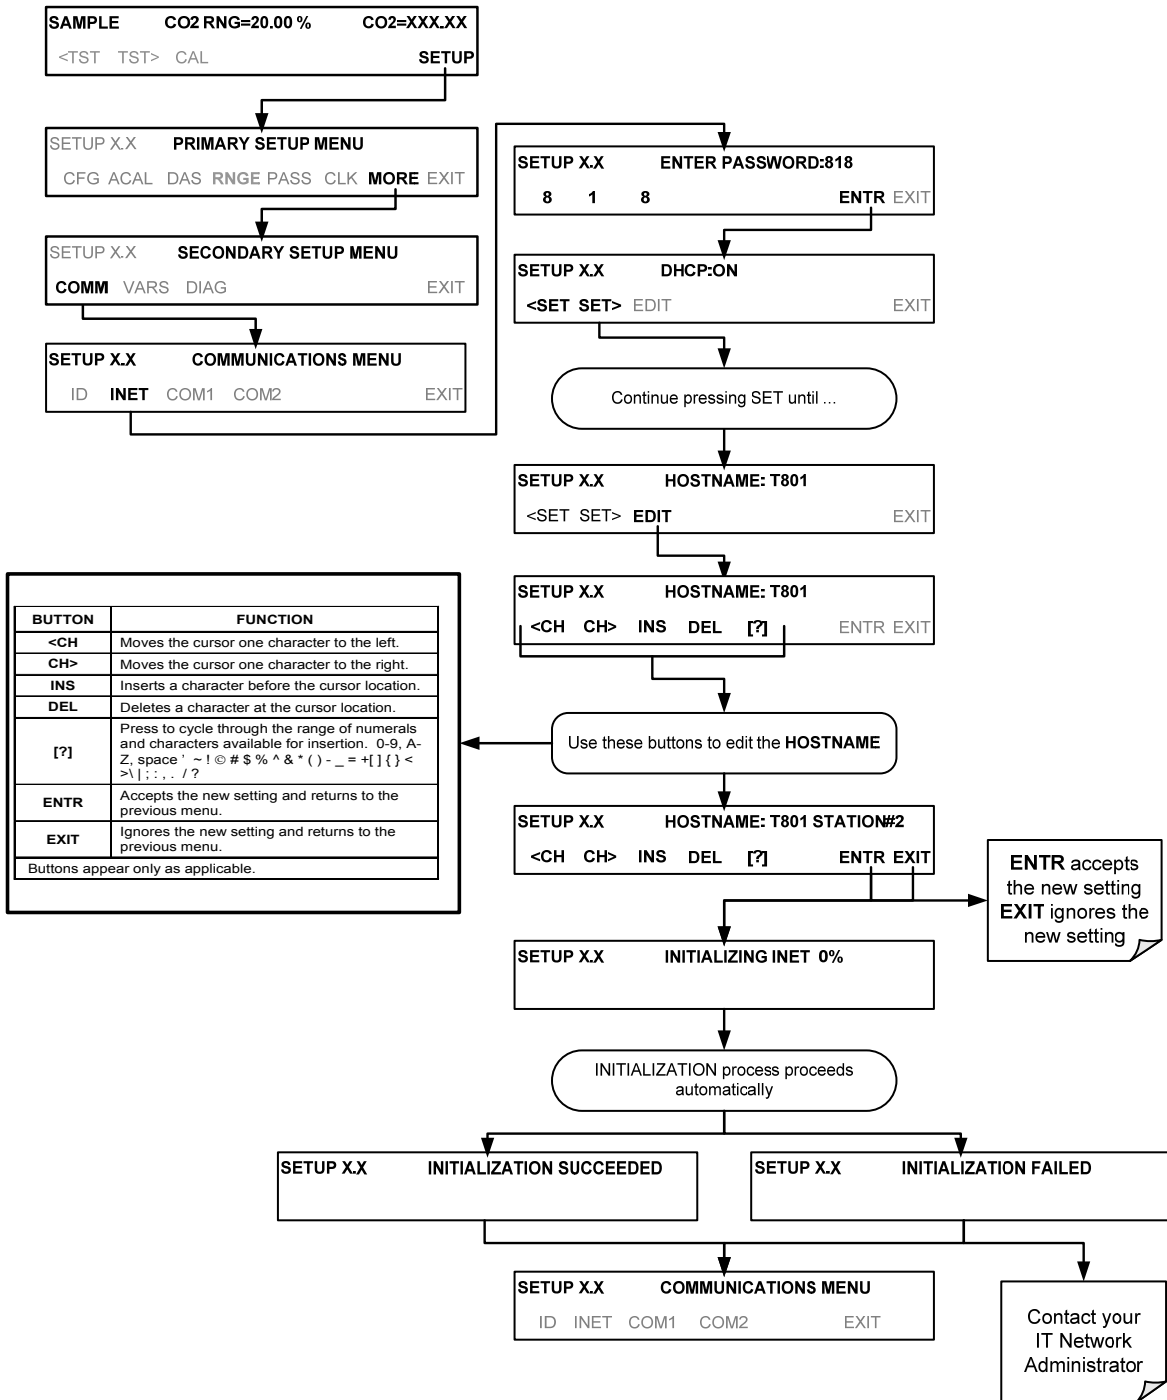 SAMPLE CO2 RNG=20.00 % CO2=XXX.XX
<TST TST> CAL SETUP
SETUP X.X PRIMARY SETUP MENU
CFG ACAL DAS RNGE PASS CLK MORE EXIT
SETUP X.X SECONDARY SETUP MENU
COMM VARS DIAG EXIT
SETUP X.X COMMUNICATIONS MENU
ID INET COM1 COM2 EXIT
SETUP X.X ENTER PASSWORD:818
8 1 8 ENTR EXIT
SETUP X.X DHCP:ON
<SET SET> EDIT EXIT
Continue pressing SET until ...
SETUP X.X HOSTNAME: T801
<SET SET> EDIT EXIT
SETUP X.X HOSTNAME: T801
<CH CH> INS DEL [?] ENTR EXIT
Use these buttons to edit the HOSTNAME
BUTTON FUNCTION
<CH Moves the cursor one character to the left.
CH> Moves the cursor one character to the right.
INS Inserts a character before the cursor location.
DEL Deletes a character at the cursor location.
[?] Press to cycle through the range of numerals
and characters available for insertion. 0-9, A-
Z, space ' ~ ! © # $ % ^ & * ( ) - _ = +[ ] { } <
>\ | ; : , . / ?
ENTR Accepts the new setting and returns to the
previous menu.
EXIT Ignores the new setting and returns to the
previous menu.
Buttons appear only as applicable.
SETUP X.X HOSTNAME: T801 STATION#2
<CH CH> INS DEL [?] ENTR EXIT
ENTR accepts
the new setting
EXIT ignores the
new setting
SETUP X.X INITIALIZING INET 0%
INITIALIZATION process proceeds
automatically
SETUP X.X INITIALIZATION SUCCEEDED
SETUP X.X INITIALIZATION FAILED
SETUP X.X COMMUNICATIONS MENU
ID INET COM1 COM2 EXIT
Contact your
IT Network
Administrator